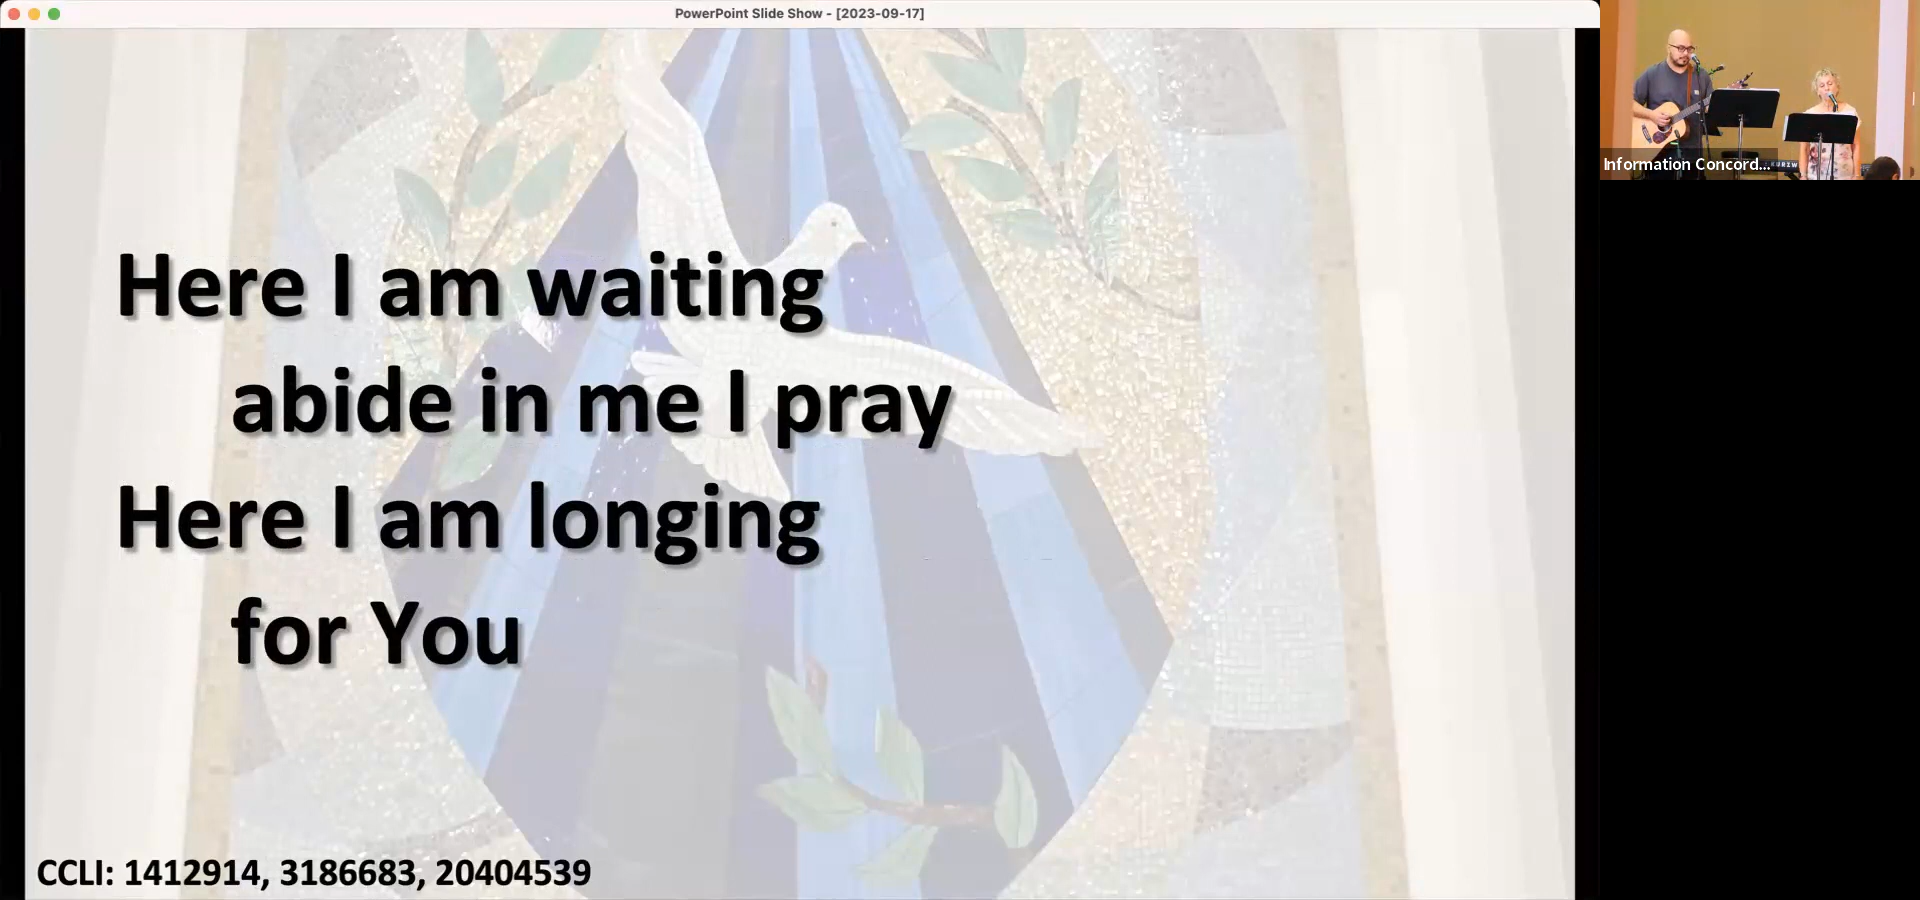 PowerPoint Slide Show - [2023-09-17]
Here I am waiting
abide in me I pray
Here I am longing
for You
CCLI: 1412914, 3186683, 20404539
Information Concord...
KURZW